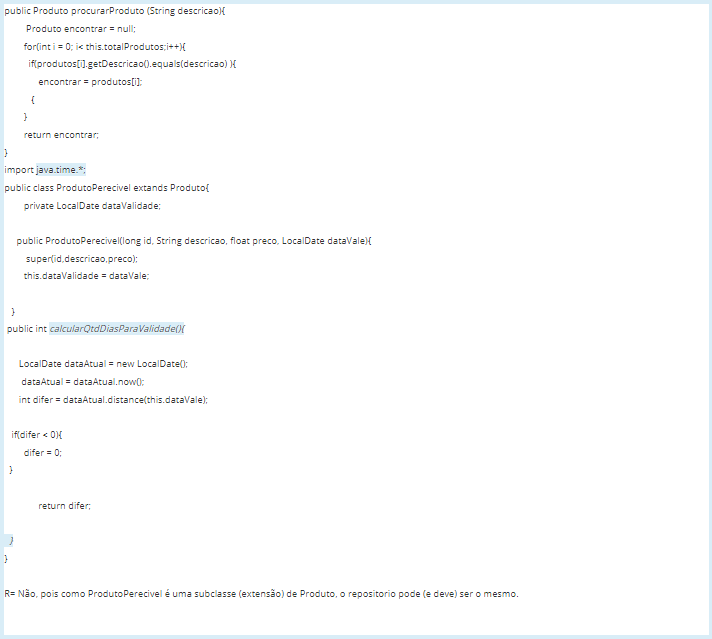 public Produto procurarProduto (String descricao){
Produto encontrar = null;
for(int i = 0; i< this.totalProdutos;i++){
if(produtos[i].getDescricao().equals(descricao) ){
encontrar = produtos[i];
{
}
return encontrar;
}
import java.time.*;
public class ProdutoPerecivel extands Produto{
private LocalDate dataValidade;
public ProdutoPerecivel(long id, String descricao, float preco, LocalDate dataVale){
super(id,descricao,preco);
this.dataValidade = dataVale;
}
public int calcularQtdDiasParaValidade(){
LocalDate dataAtual = new LocalDate();
dataAtual = dataAtual.now();
int difer = dataAtual.distance(this.dataVale);
if(difer < 0){
difer = 0;
}
return difer;
}
}
R= Não, pois como ProdutoPerecivel é uma subclasse (extensão) de Produto, o repositorio pode (e deve) ser o mesmo.